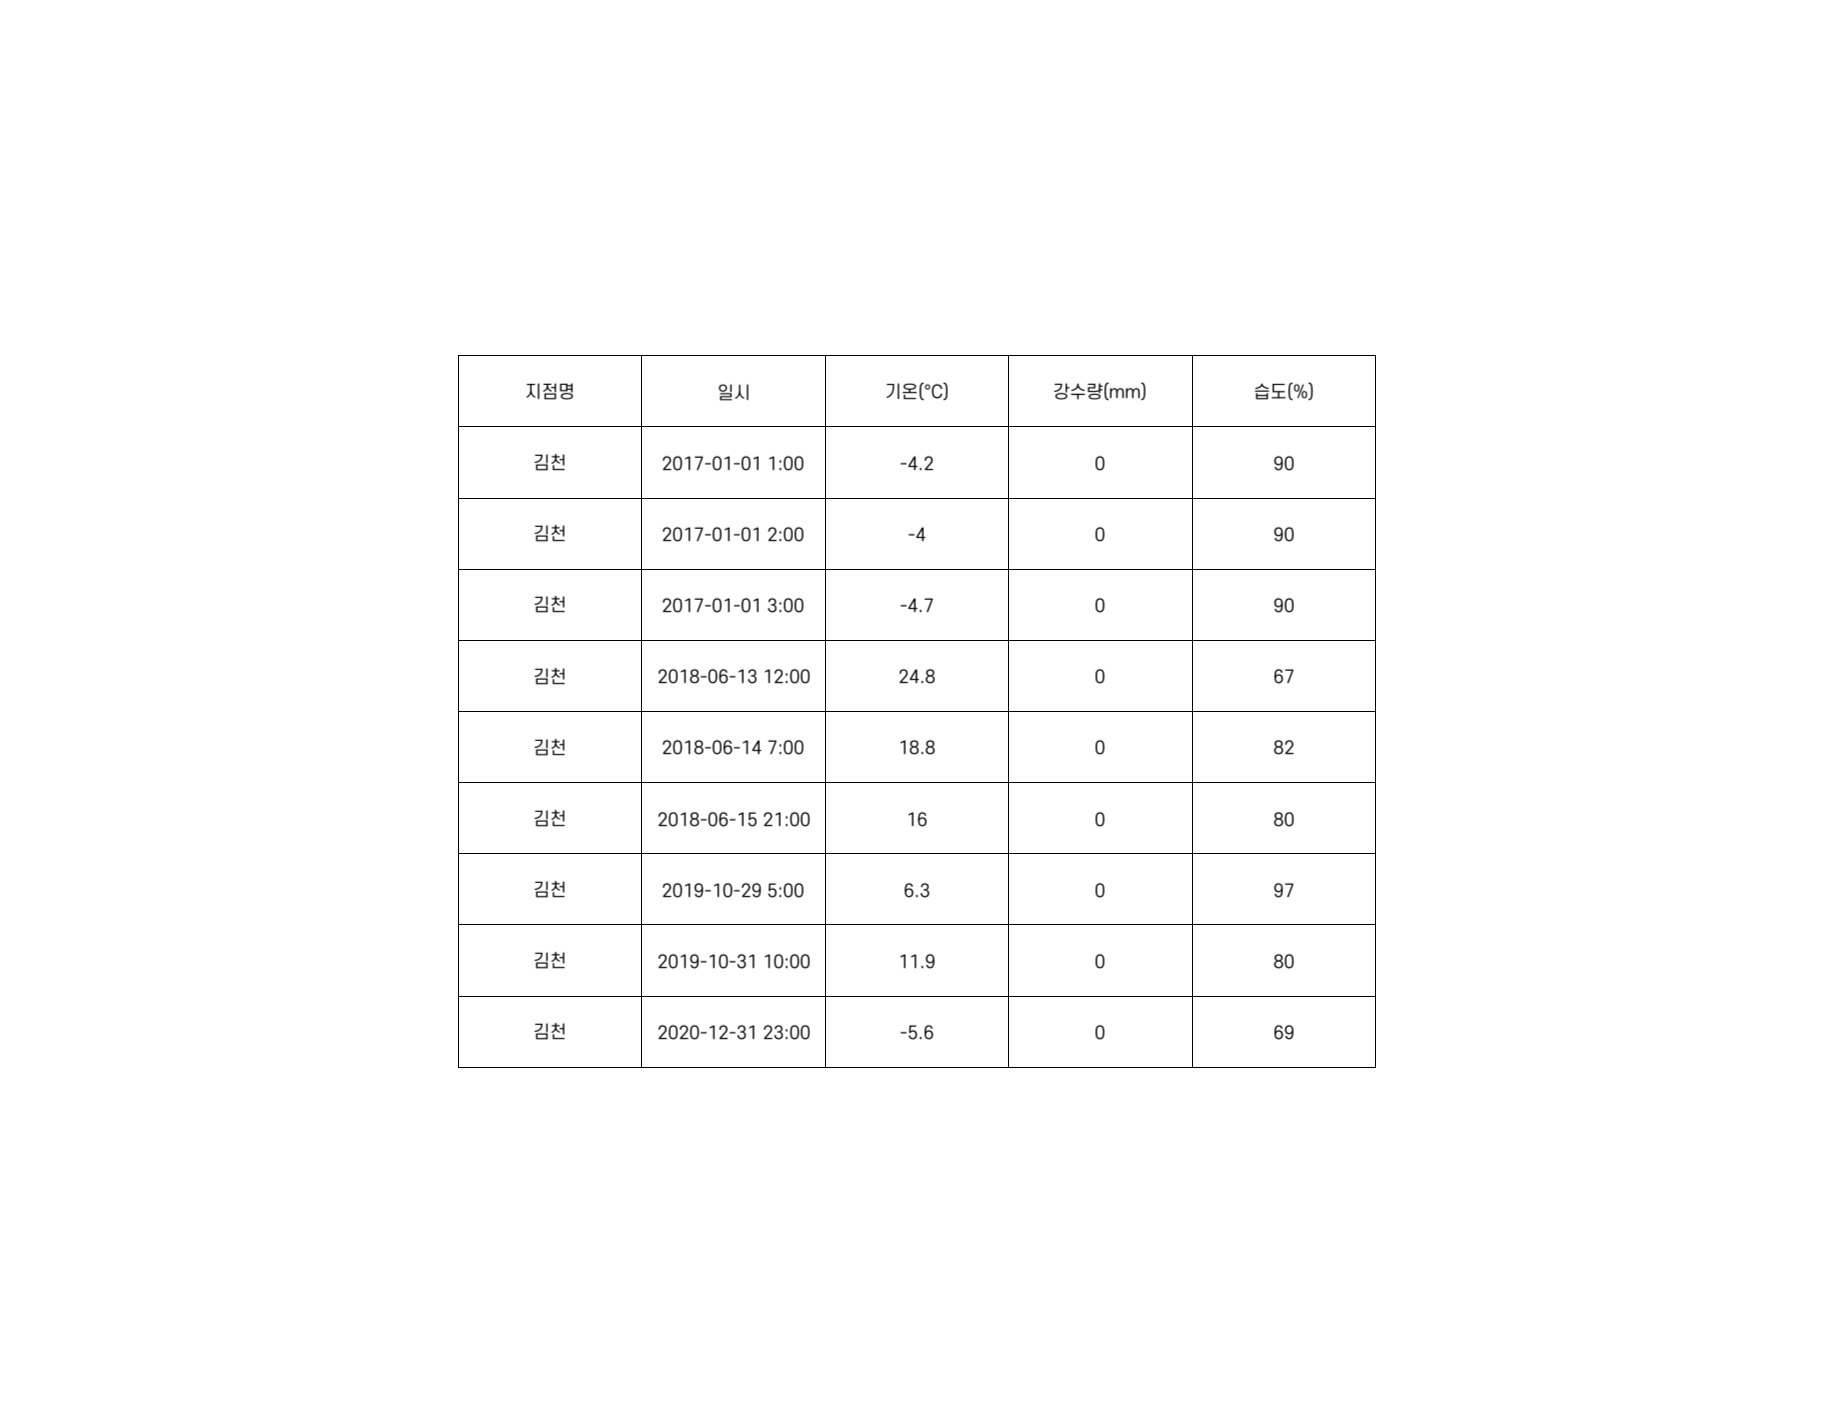 지점명 일시 기온(°C) 강수량(mm) 습도(%)
김천 2017-01-01 1:00 -4.2 0 90
김천 2017-01-01 2:00 -4 0 90
김천 2017-01-01 3:00 -4.7 0 90
김천 2018-06-13 12:00 24.8 0 67
김천 2018-06-14 7:00 18.8 0 82
김천 2018-06-15 21:00 16 0 80
김천 2019-10-29 5:00 6.3 0 97
김천 2019-10-31 10:00 11.9 0 80
김천 2020-12-31 23:00 -5.6 0 69